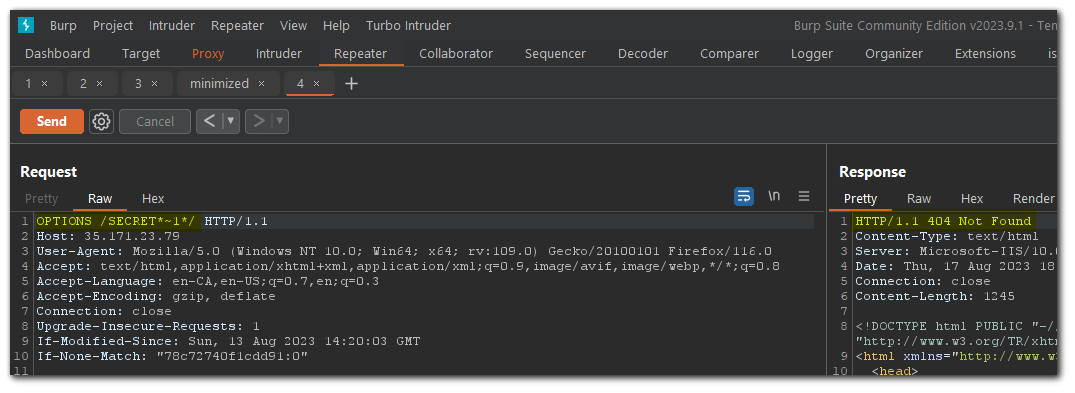 Burp Project Intruder Repeater View Help Turbo Intruder Burp Suite Community Edition v2023.9.1 - Ten
Dashboard Target Proxy Intruder Repeater Collaborator Sequencer Decoder Comparer Logger Organizer Extensions is
1 × 2 × 3 × minimized × 4 × +
Send Cancel < > 
Request
Pretty Raw Hex \n
1 OPTIONS /SECRET*~1*/ HTTP/1.1
2 Host: 35.171.23.79
3 User-Agent: Mozilla/5.0 (Windows NT 10.0; Win64; x64; rv:109.0) Gecko/20100101 Firefox/116.0
4 Accept: text/html,application/xhtml+xml,application/xml;q=0.9,image/avif,image/webp,*/*;q=0.8
5 Accept-Language: en-CA,en-US;q=0.7,en;q=0.3
6 Accept-Encoding: gzip, deflate
7 Connection: close
8 Upgrade-Insecure-Requests: 1
9 If-Modified-Since: Sun, 13 Aug 2023 14:20:03 GMT
10 If-None-Match: "78c72740f1cdd91:0"
11
Response
Pretty Raw Hex Render
1 HTTP/1.1 404 Not Found
2 Content-Type: text/html
3 Server: Microsoft-IIS/10.0
4 Date: Thu, 17 Aug 2023 18
5 Connection: close
6 Content-Length: 1245
7
8 <!DOCTYPE html PUBLIC "-//
"http://www.w3.org/TR/xht
9 <html xmlns="http://www.w
10 <head>